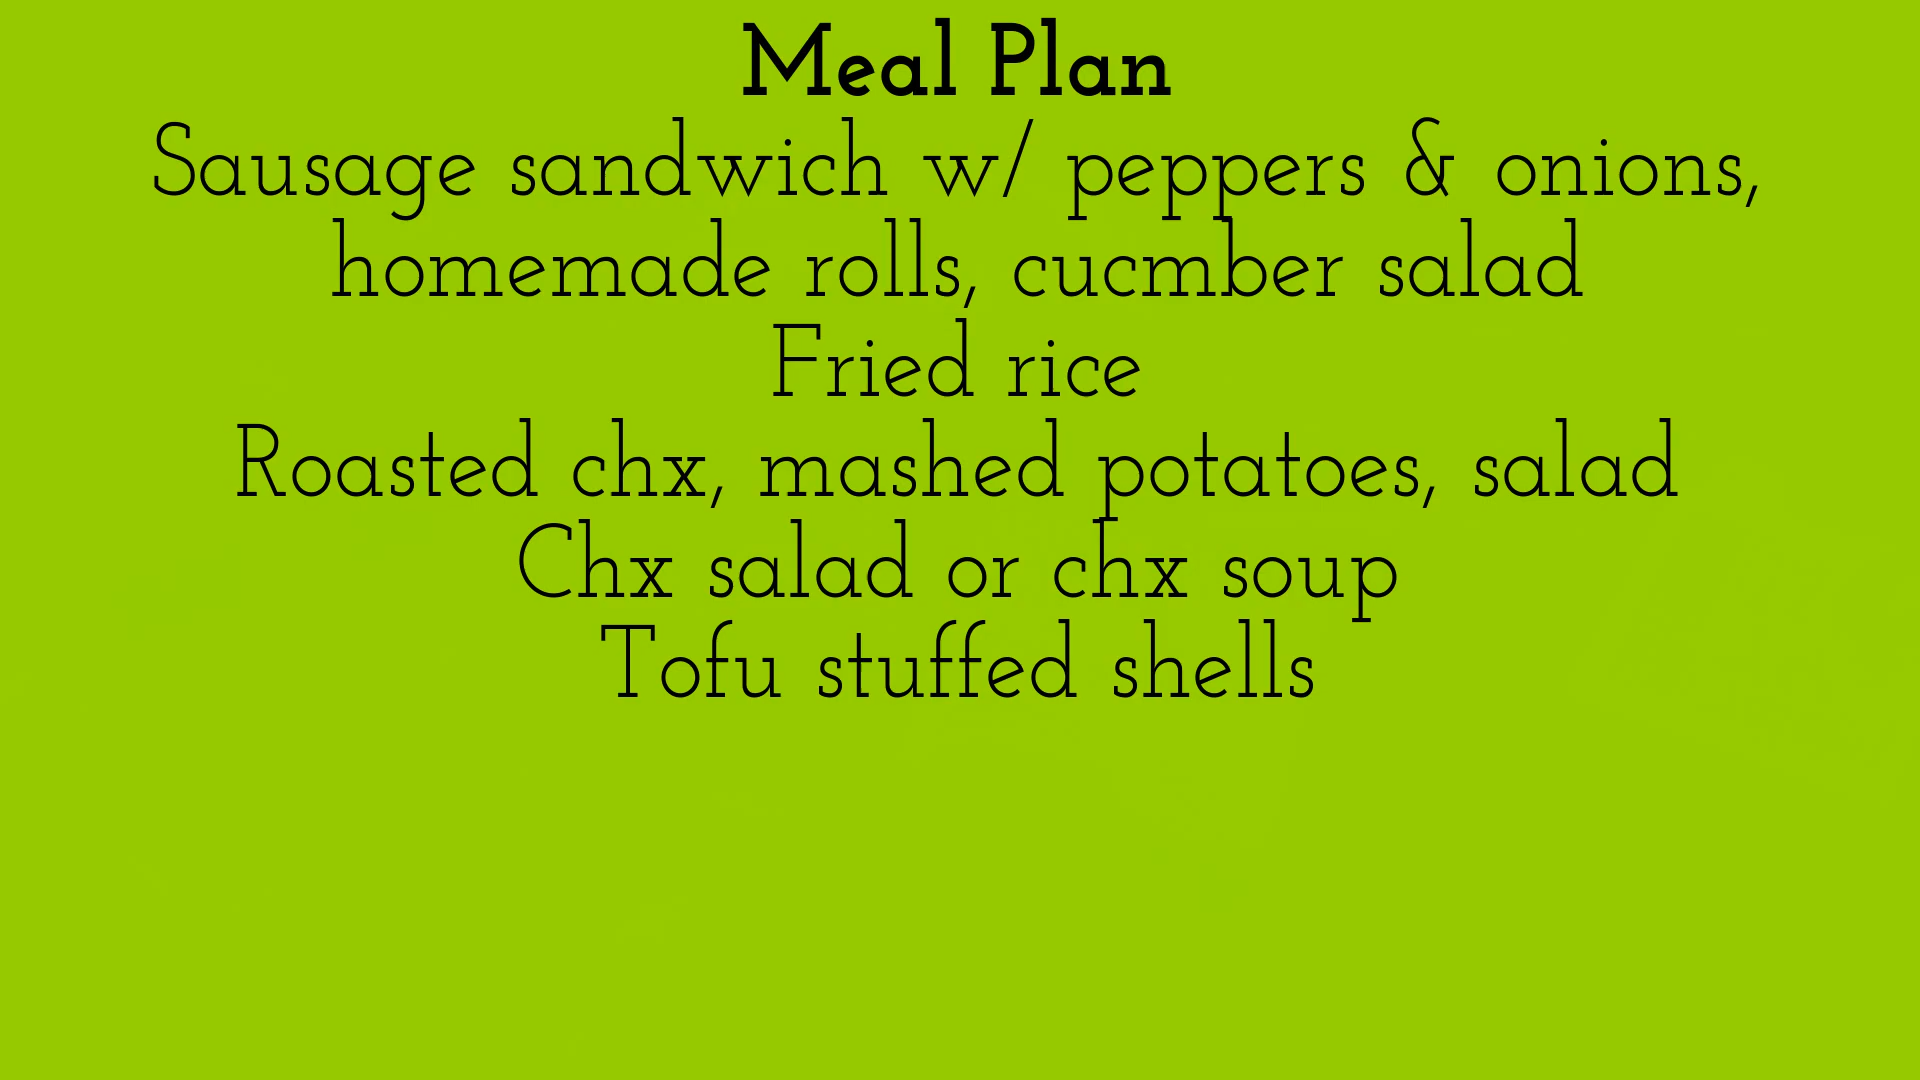 Meal Plan
Sausage sandwich w/ peppers & onions,
homemade rolls, cucmber salad
Fried rice
Roasted chx, mashed potatoes, salad
Chx salad or chx soup
Tofu stuffed shells